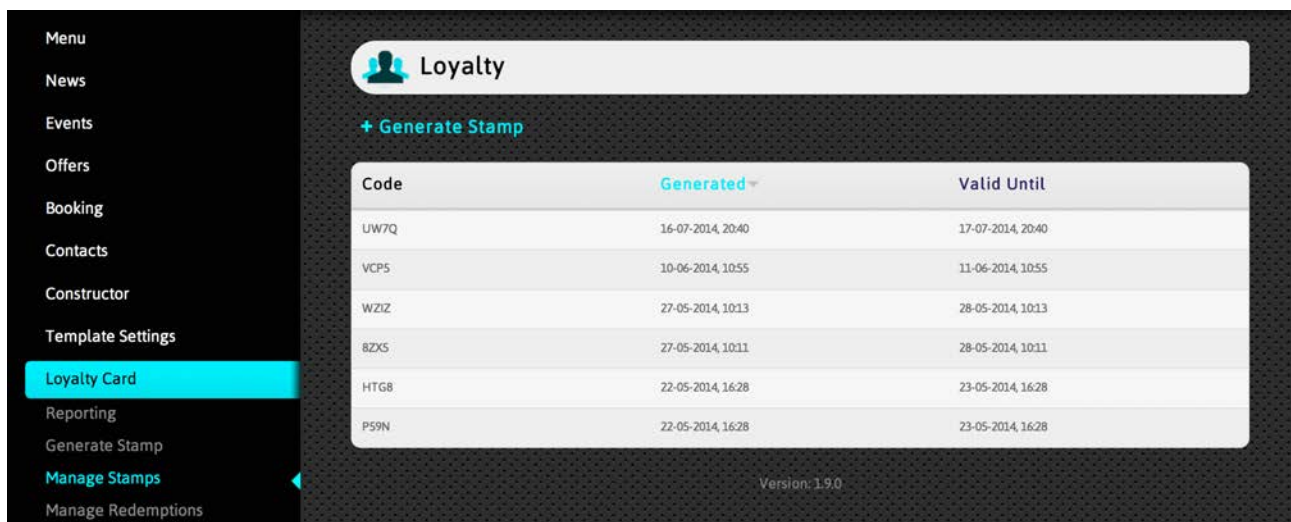 Menu
News
Events
Offers
Booking
Contacts
Constructor
Template Settings
Loyalty Card
Reporting
Generate Stamp
Manage Stamps
Manage Redemptions
Loyalty
+ Generate Stamp
Code Generated Valid Until
UW7Q 16-07-2014, 20:40 17-07-2014, 20:40
VCP5 10-06-2014, 10:55 11-06-2014, 10:55
WZIZ 27-05-2014, 10:13 28-05-2014, 10:13
8ZX5 27-05-2014, 10:11 28-05-2014, 10:11
HTG8 22-05-2014, 16:28 23-05-2014, 16:28
P59N 22-05-2014, 16:28 23-05-2014, 16:28
Version: 1.9.0